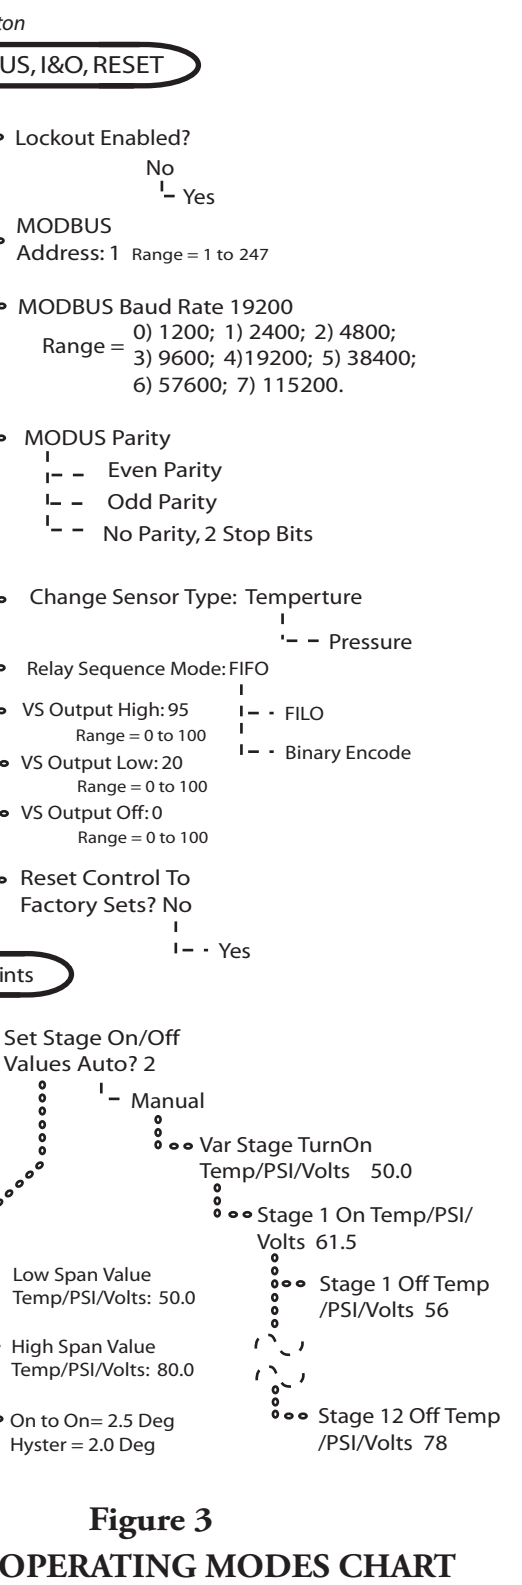 ton
US, I&O, RESET
Lockout Enabled?
No
Yes
MODBUS
Address: 1 Range = 1 to 247
MODBUS Baud Rate 19200
Range = 0) 1200; 1) 2400; 2) 4800;
3) 9600; 4)19200; 5) 38400;
6) 57600; 7) 115200.
MODUS Parity
Even Parity
Odd Parity
No Parity, 2 Stop Bits
Change Sensor Type: Temperture
Pressure
Relay Sequence Mode: FIFO
FILO
Binary Encode
VS Output High: 95
Range = 0 to 100
VS Output Low: 20
Range = 0 to 100
VS Output Off: 0
Range = 0 to 100
Reset Control To
Factory Sets? No
Yes
ints
Set Stage On/Off
Values Auto? 2
Manual
Var Stage TurnOn
Temp/PSI/Volts 50.0
Stage 1 On Temp/PSI/
Volts 61.5
Stage 1 Off Temp
/PSI/Volts 56
Stage 12 Off Temp
/PSI/Volts 78
Low Span Value
Temp/PSI/Volts: 50.0
High Span Value
Temp/PSI/Volts: 80.0
On to On= 2.5 Deg
Hyster = 2.0 Deg
Figure 3
OPERATING MODES CHART